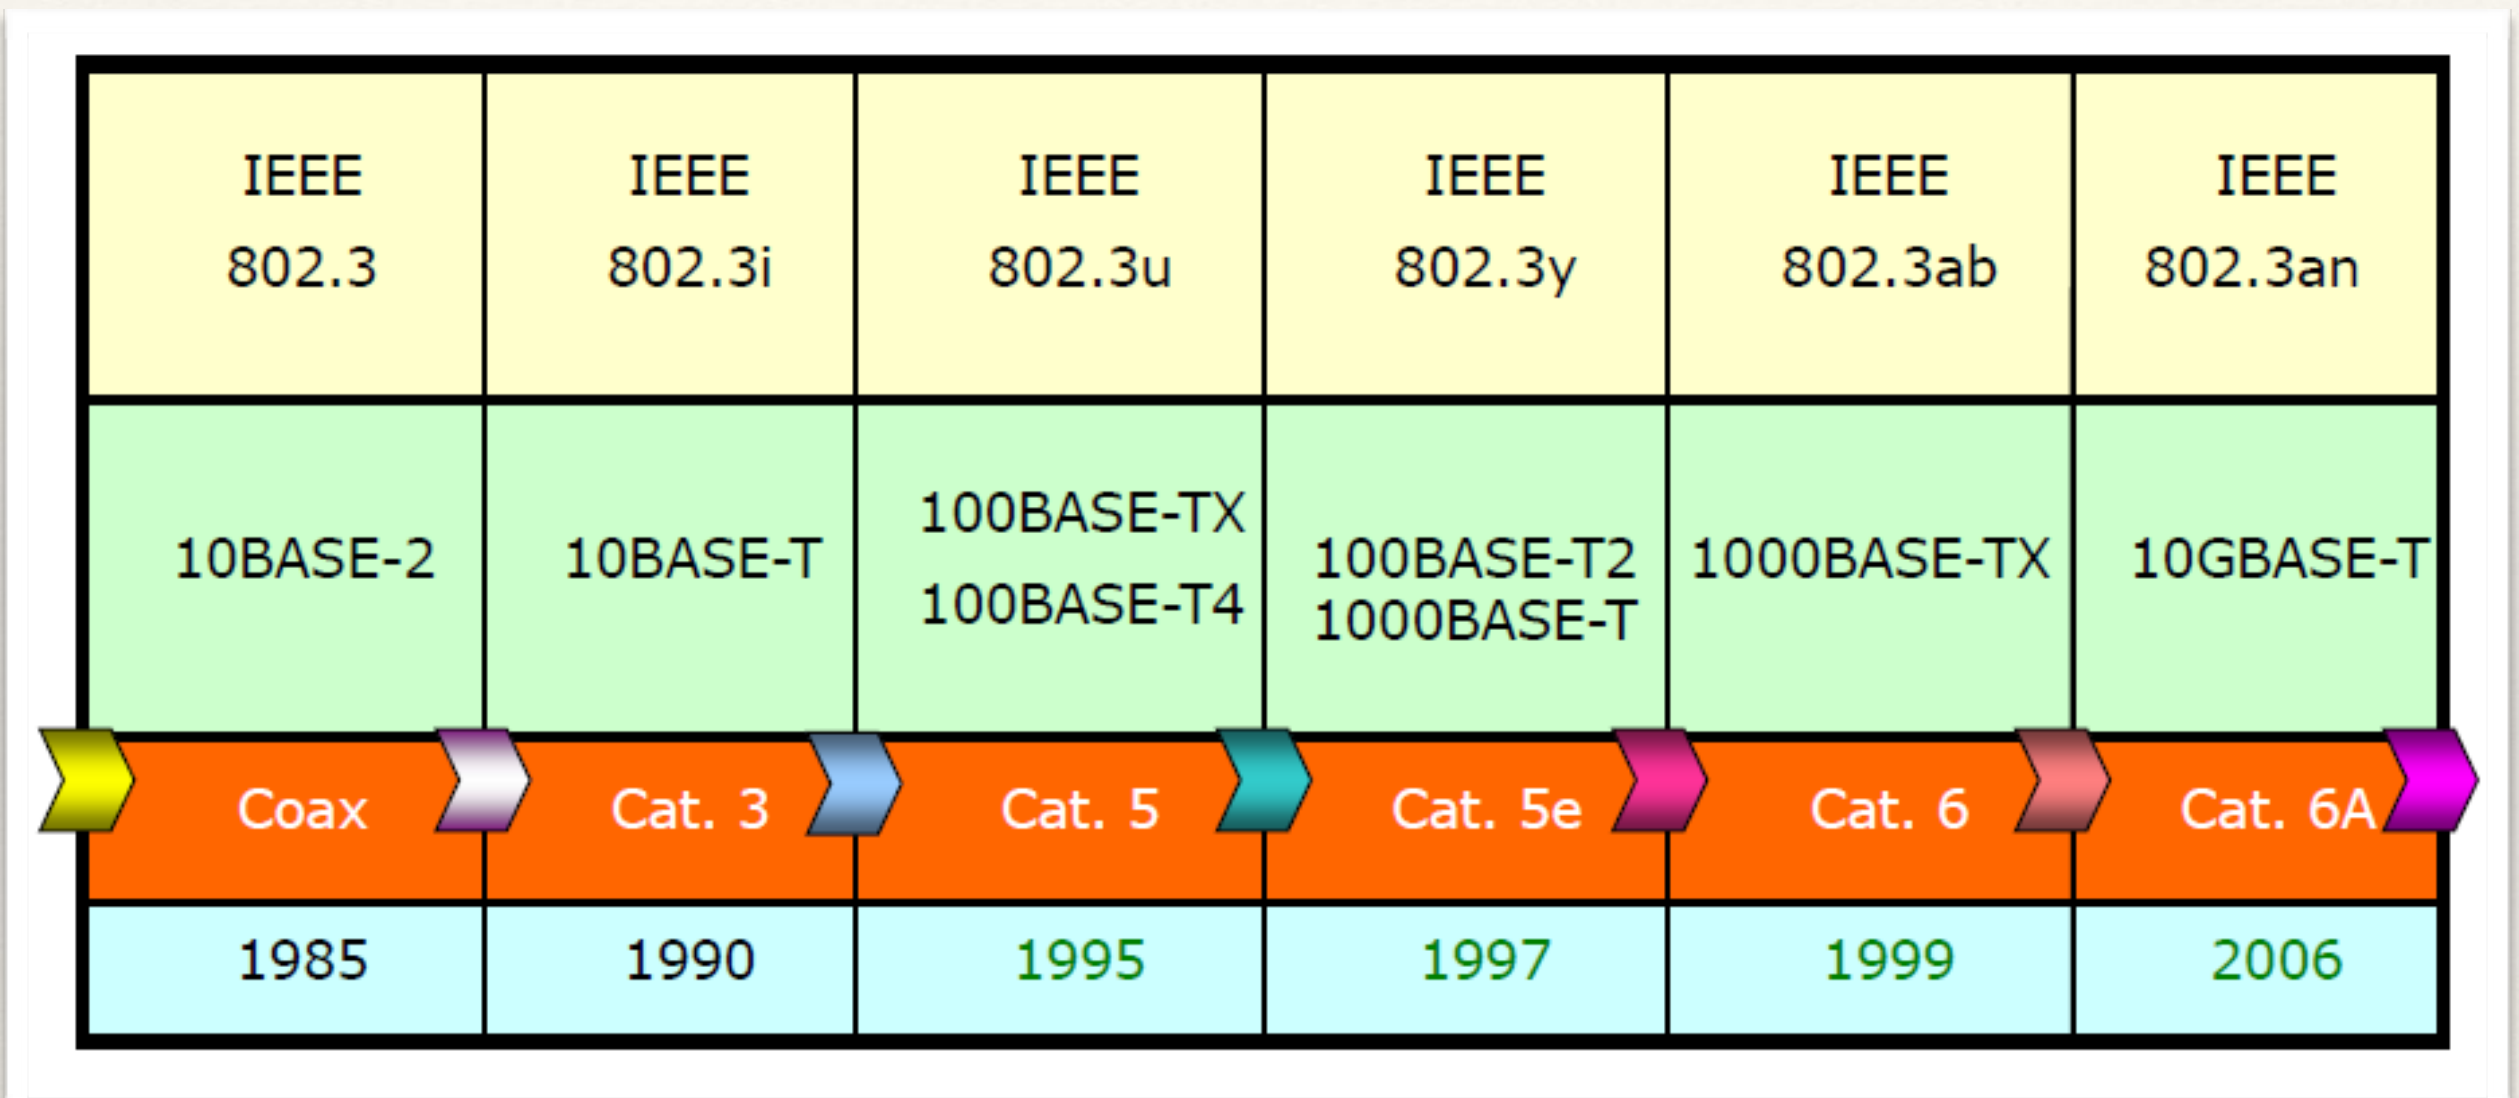 IEEE
802.3
IEEE
802.3i
IEEE
802.3u
IEEE
802.3y
IEEE
802.3ab
IEEE
802.3an
10BASE-2
10BASE-T
100BASE-TX
100BASE-T4
100BASE-T2
1000BASE-T
1000BASE-TX
10GBASE-T
Coax
Cat. 3
Cat. 5
Cat. 5e
Cat. 6
Cat. 6A
1985
1990
1995
1997
1999
2006